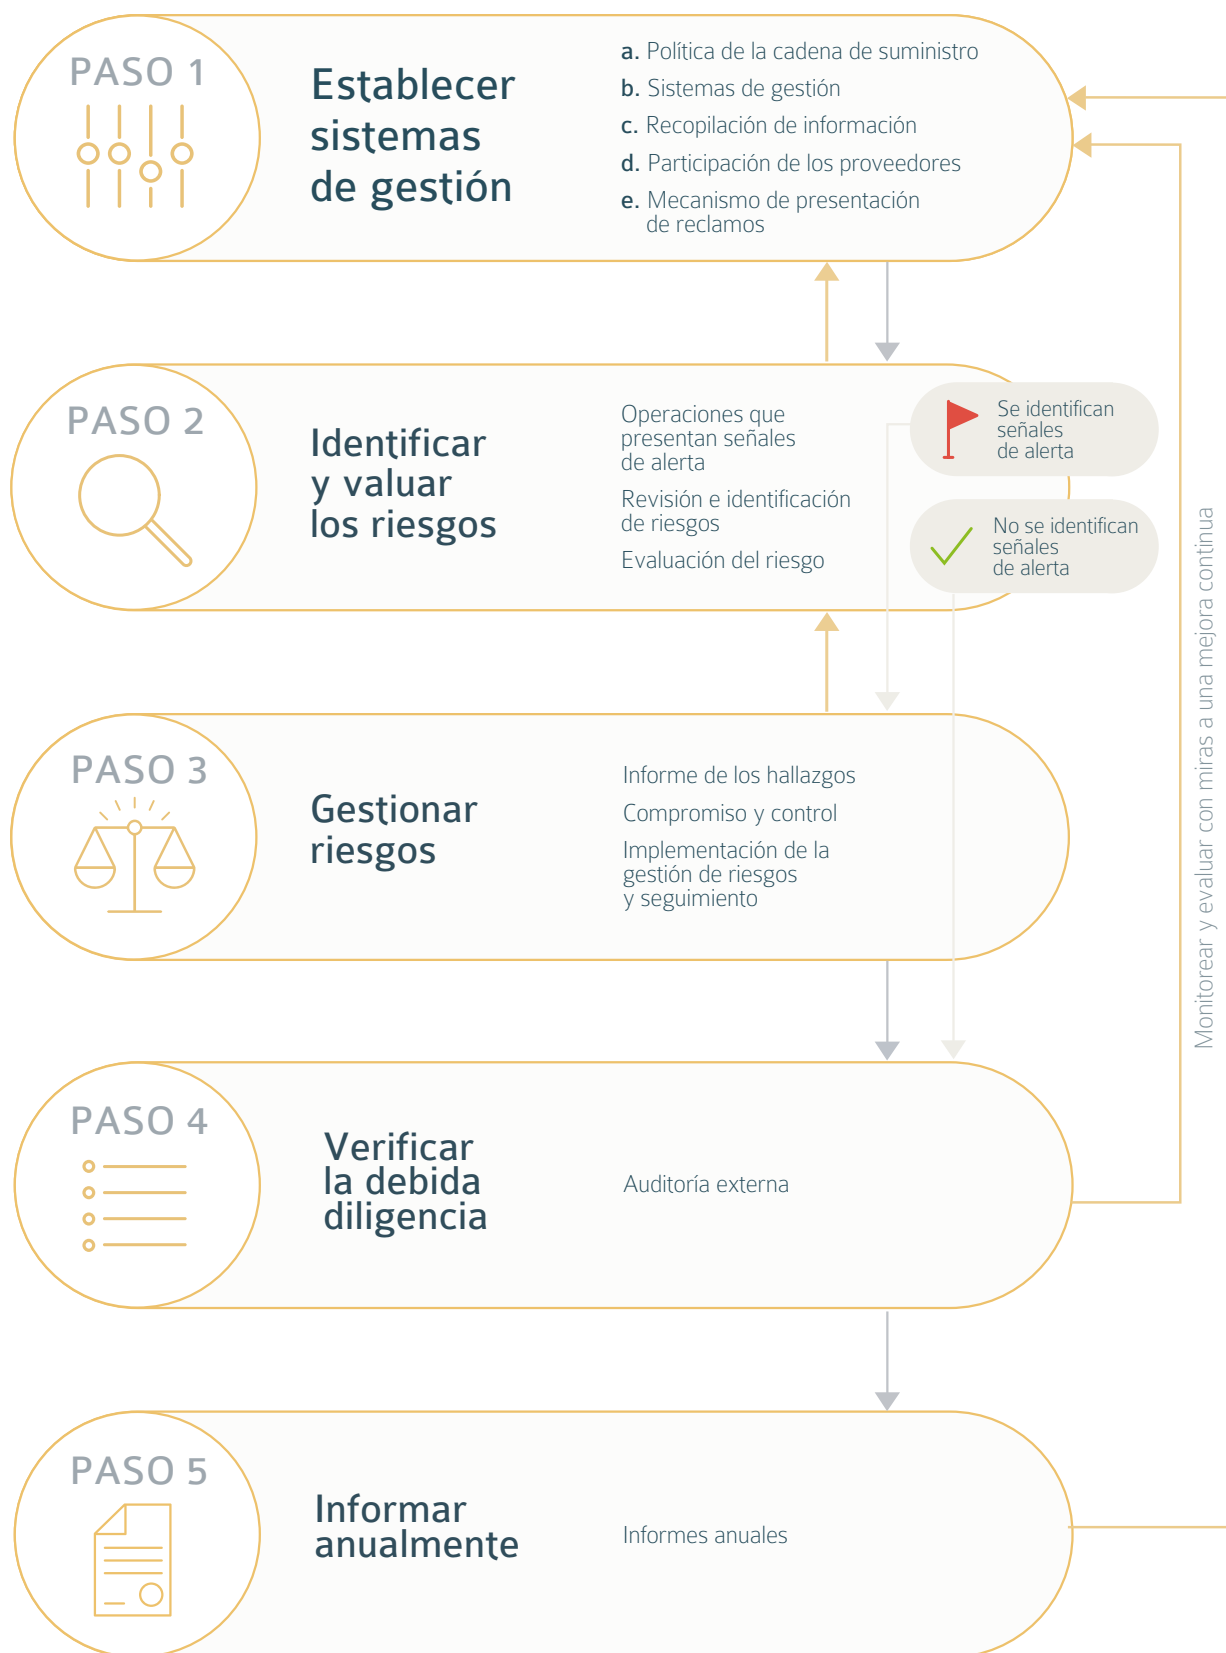 PASO 1
Establecer
sistemas
de gestión
a. Política de la cadena de suministro
b. Sistemas de gestión
c. Recopilación de información
d. Participación de los proveedores
e. Mecanismo de presentación
de reclamos
PASO 2
Identificar
y valuar
los riesgos
Operaciones que
presentan señales
de alerta
Revisión e identificación
de riesgos
Evaluación del riesgo
Se identifican
señales
de alerta
No se identifican
señales
de alerta
Monitorear y evaluar con miras a una mejora continua
PASO 3
Gestionar
riesgos
Informe de los hallazgos
Compromiso y control
Implementación de la
gestión de riesgos
y seguimiento
PASO 4
Verificar
la debida
diligencia
Auditoría externa
PASO 5
Informar
anualmente
Informes anuales